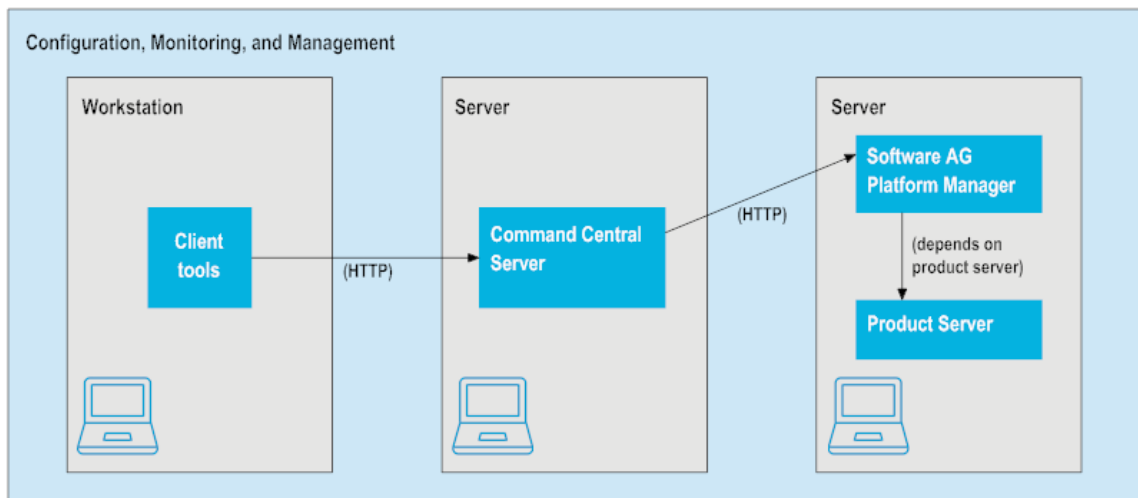 Configuration, Monitoring, and Management
Workstation
Client
tools
(HTTP)
Server
Command Central
Server
(HTTP)
Server
Software AG
Platform Manager
(depends on
product server)
Product Server